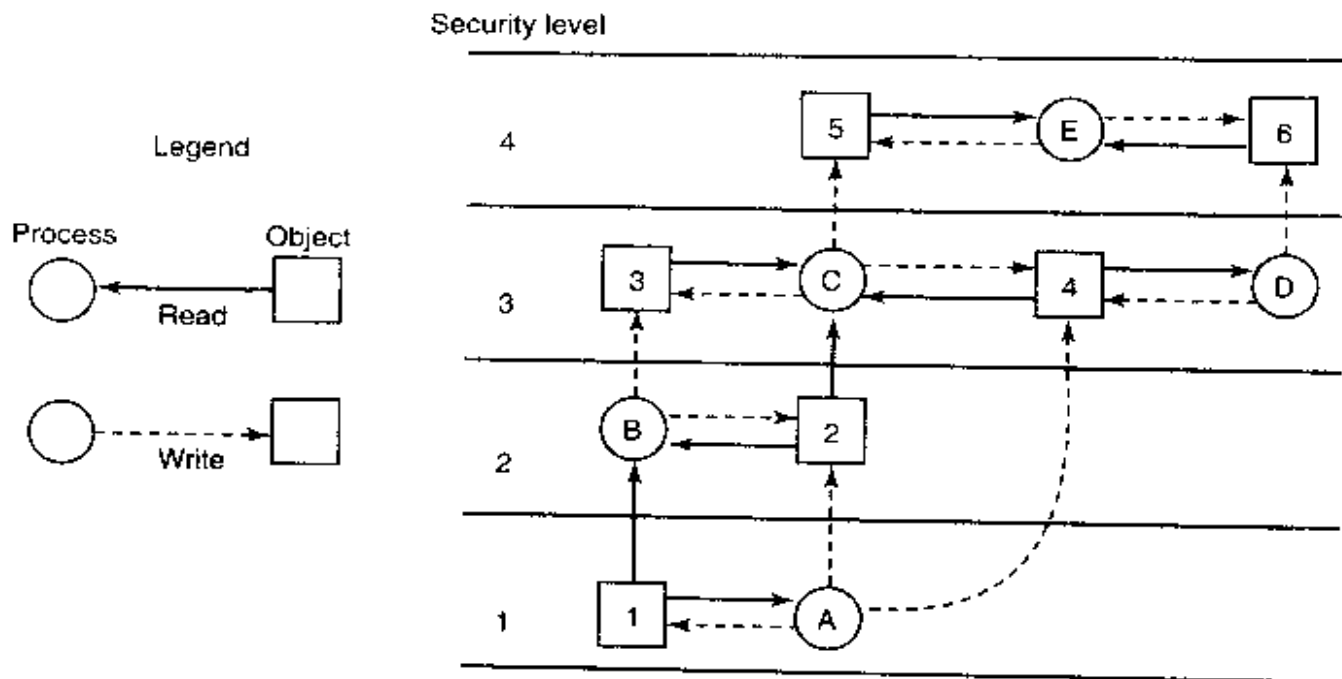 Security level
Legend
Process
Object
Read
Write
4
5
E
6
3
3
C
4
D
2
B
2
1
1
A